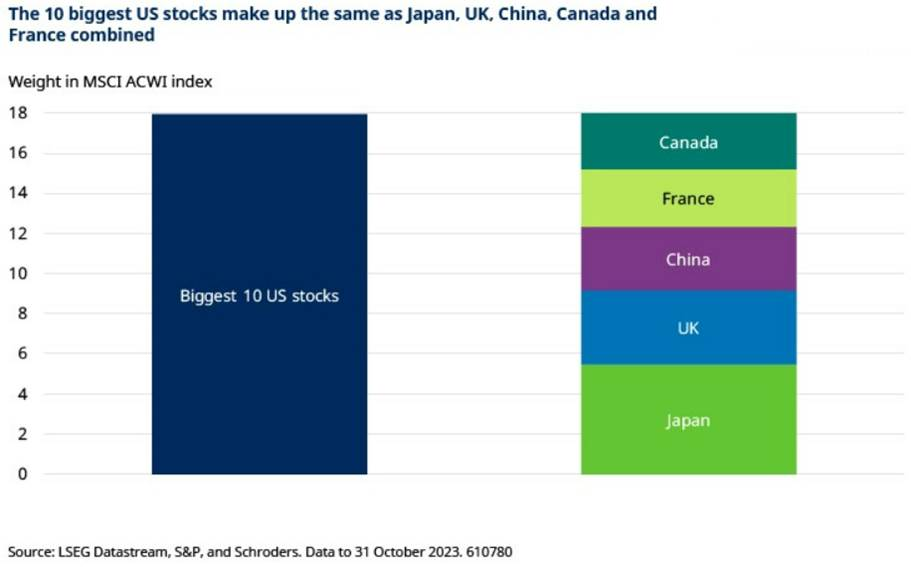 The 10 biggest US stocks make up the same as Japan, UK, China, Canada and
France combined
Weight in MSCI ACWI index
18
16
14
12
10
8
6
4
2
0
Biggest 10 US stocks
Canada
France
China
UK
Japan
Source: LSEG Datastream, S&P, and Schroders. Data to 31 October 2023. 610780